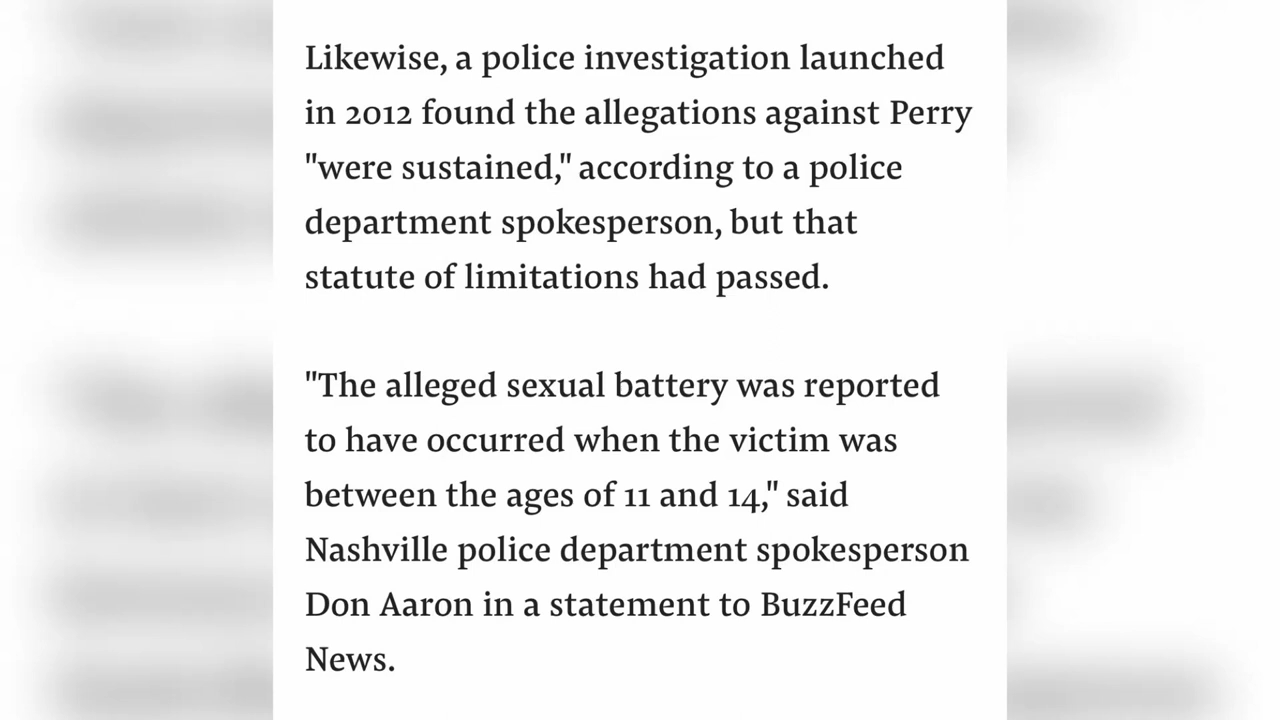 Likewise, a police investigation launched
in 2012 found the allegations against Perry
"were sustained," according to a police
department spokesperson, but that
statute of limitations had passed.
"The alleged sexual battery was reported
to have occurred when the victim was
between the ages of 11 and 14," said
Nashville police department spokesperson
Don Aaron in a statement to BuzzFeed
News.